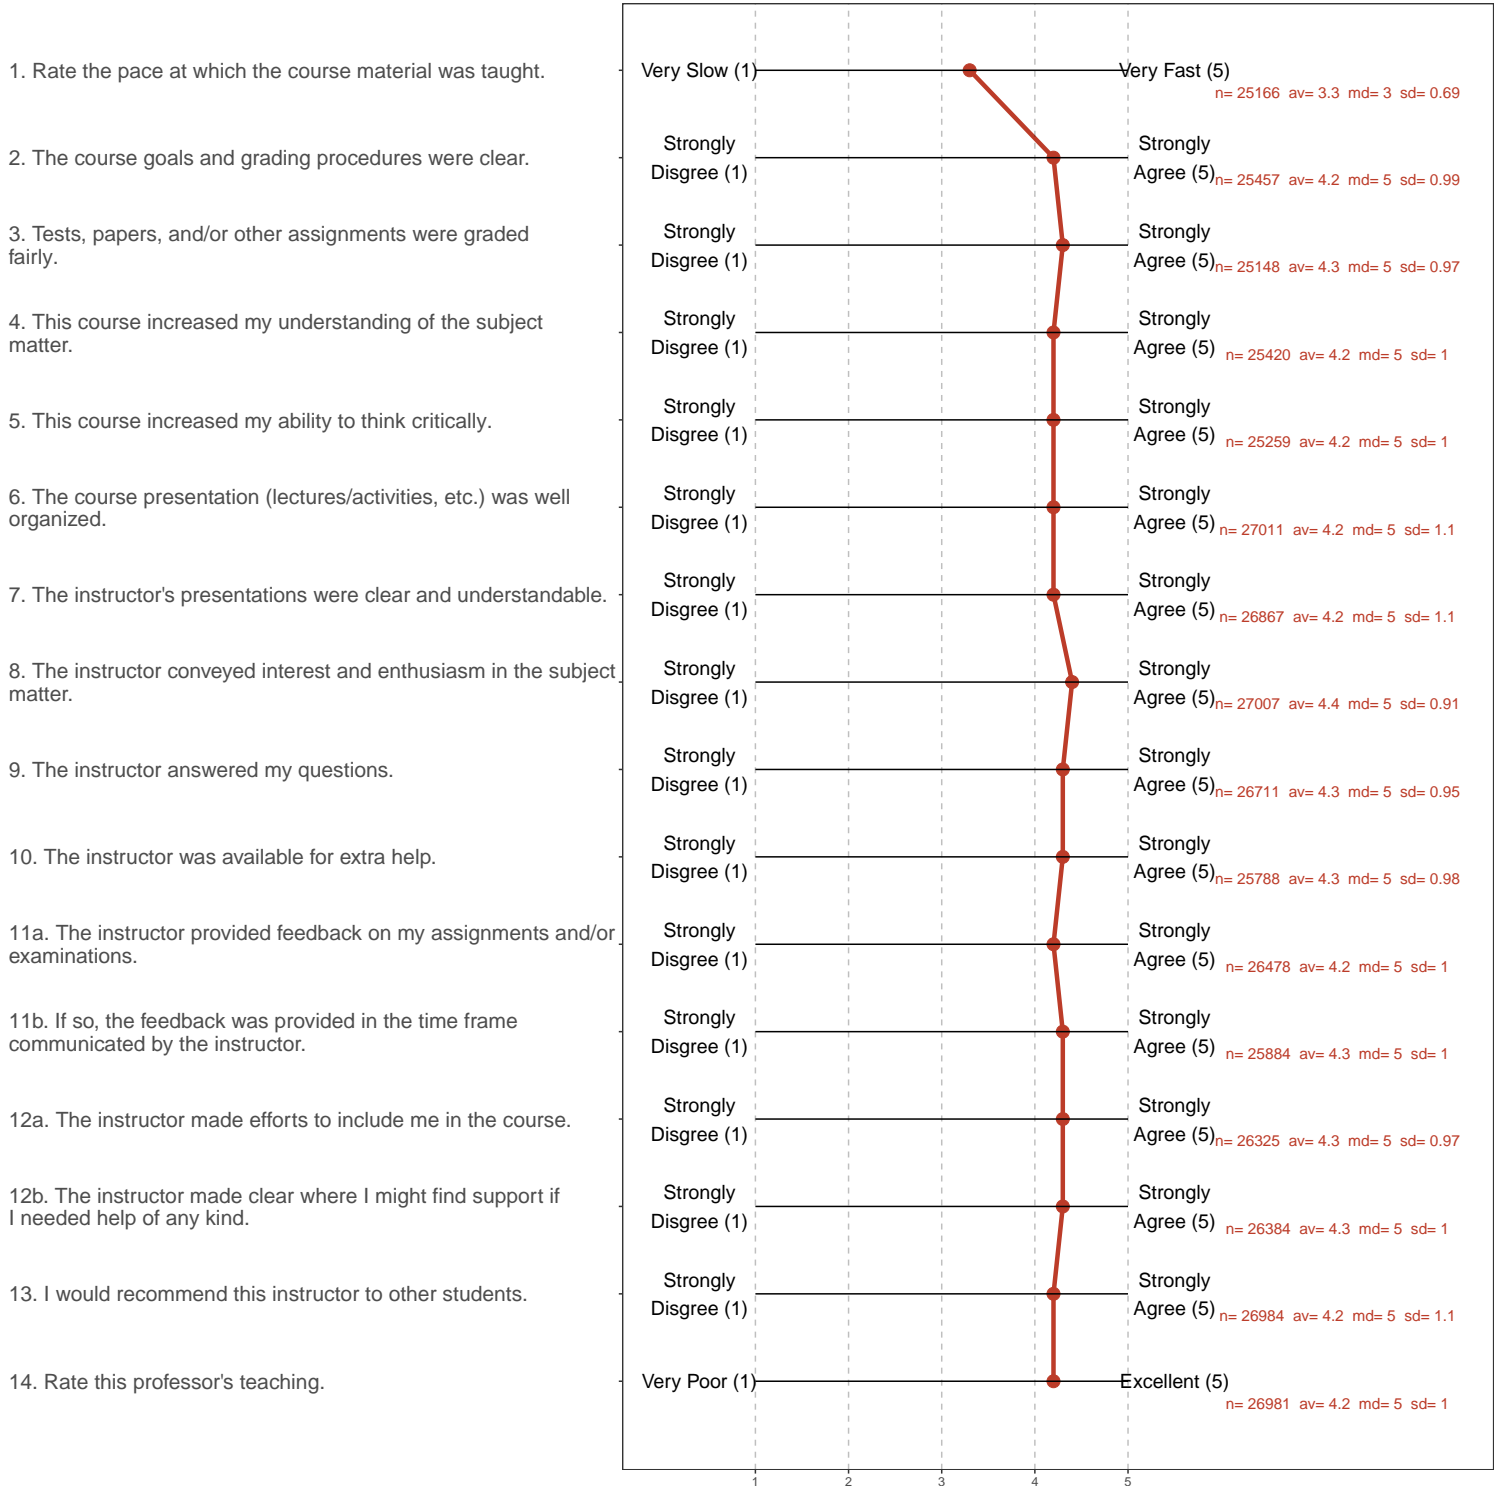 1. Rate the pace at which the course material was taught.
Very Slow (1)
Very Fast (5)
n= 25166 av= 3.3 md= 3 sd= 0.69
2. The course goals and grading procedures were clear.
Strongly
Disgree (1)
Strongly
Agree (5)
n= 25457 av= 4.2 md= 5 sd= 0.99
3. Tests, papers, and/or other assignments were graded
fairly.
Strongly
Disgree (1)
Strongly
Agree (5)
n= 25148 av= 4.3 md= 5 sd= 0.97
4. This course increased my understanding of the subject
matter.
Strongly
Disgree (1)
Strongly
Agree (5)
n= 25420 av= 4.2 md= 5 sd= 1
5. This course increased my ability to think critically.
Strongly
Disgree (1)
Strongly
Agree (5)
n= 25259 av= 4.2 md= 5 sd= 1
6. The course presentation (lectures/activities, etc.) was well
organized.
Strongly
Disgree (1)
Strongly
Agree (5)
n= 27011 av= 4.2 md= 5 sd= 1.1
7. The instructor's presentations were clear and understandable.
Strongly
Disgree (1)
Strongly
Agree (5)
n= 26867 av= 4.2 md= 5 sd= 1.1
8. The instructor conveyed interest and enthusiasm in the subject
matter.
Strongly
Disgree (1)
Strongly
Agree (5)
n= 27007 av= 4.4 md= 5 sd= 0.91
9. The instructor answered my questions.
Strongly
Disgree (1)
Strongly
Agree (5)
n= 26711 av= 4.3 md= 5 sd= 0.95
10. The instructor was available for extra help.
Strongly
Disgree (1)
Strongly
Agree (5)
n= 25788 av= 4.3 md= 5 sd= 0.98
11a. The instructor provided feedback on my assignments and/or
examinations.
Strongly
Disgree (1)
Strongly
Agree (5)
n= 26478 av= 4.2 md= 5 sd= 1
11b. If so, the feedback was provided in the time frame
communicated by the instructor.
Strongly
Disgree (1)
Strongly
Agree (5)
n= 25884 av= 4.3 md= 5 sd= 1
12a. The instructor made efforts to include me in the course.
Strongly
Disgree (1)
Strongly
Agree (5)
n= 26325 av= 4.3 md= 5 sd= 0.97
12b. The instructor made clear where I might find support if
I needed help of any kind.
Strongly
Disgree (1)
Strongly
Agree (5)
n= 26384 av= 4.3 md= 5 sd= 1
13. I would recommend this instructor to other students.
Strongly
Disgree (1)
Strongly
Agree (5)
n= 26984 av= 4.2 md= 5 sd= 1.1
14. Rate this professor's teaching.
Very Poor (1)
Excellent (5)
n= 26981 av= 4.2 md= 5 sd= 1
1 2 3 4 5